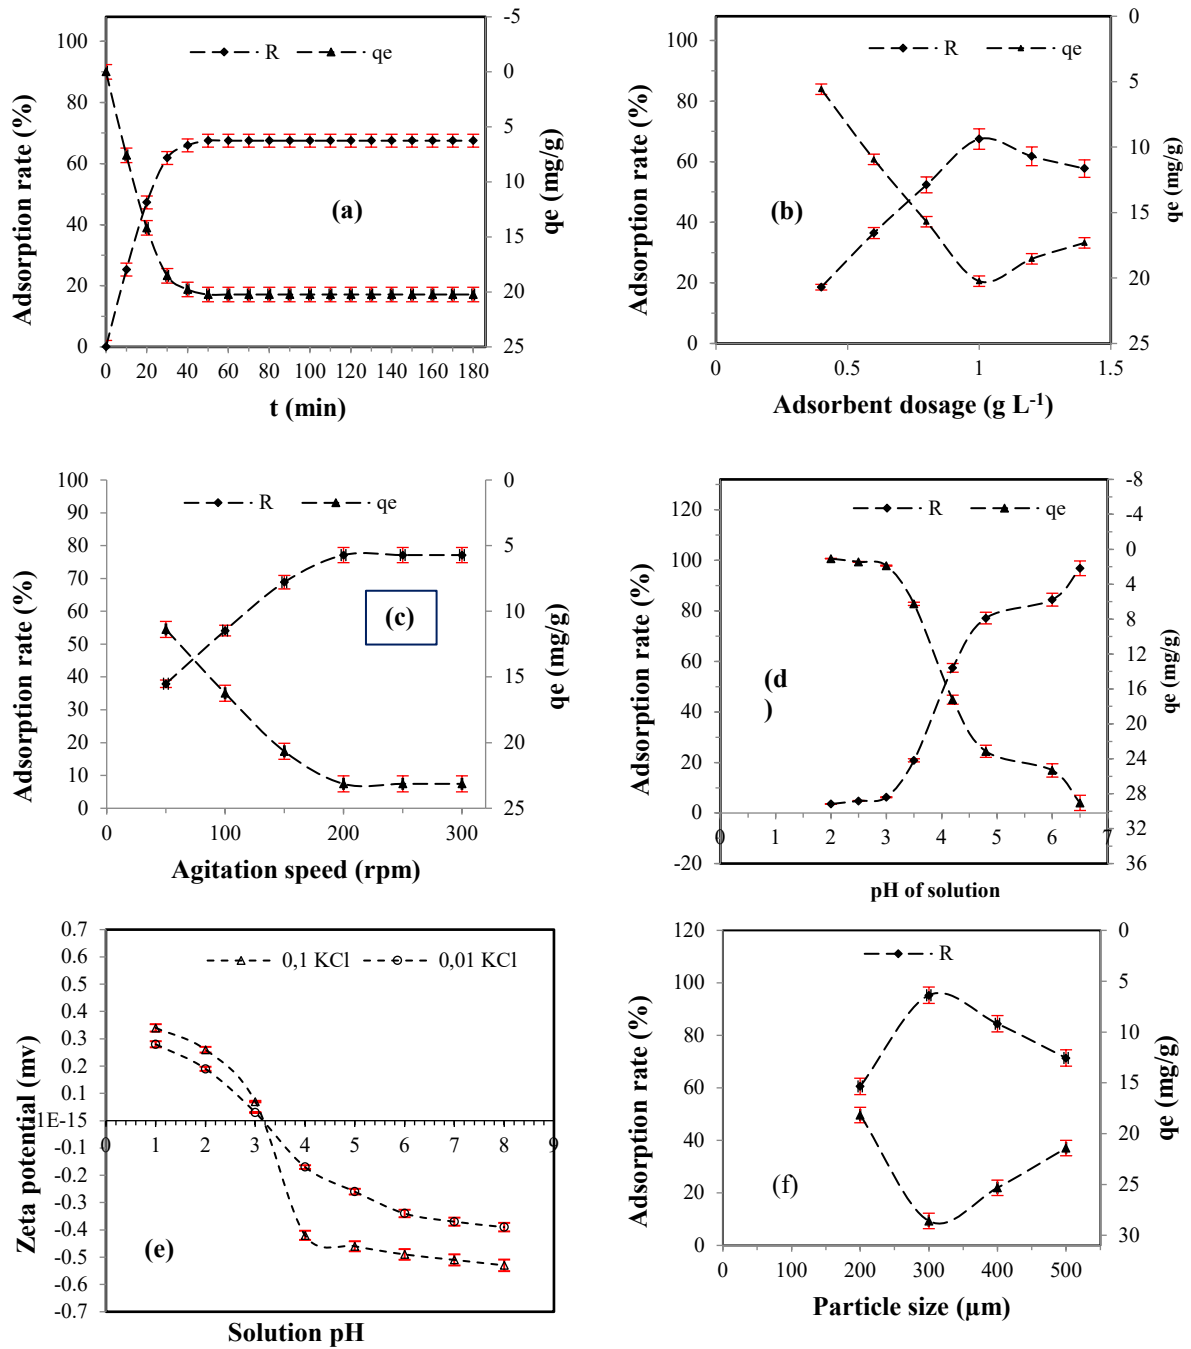 R qe
Adsorption rate (%)
100
80
60
40
20
0
-5
0
5
10
15
20
25
qe (mg/g)
(a)
0 20 40 60 80 100 120 140 160 180
t (min)
R qe
Adsorption rate (%)
100
80
60
40
20
0
0
5
10
15
20
25
qe (mg/g)
(b)
0 0.5 1 1.5
Adsorbent dosage (g L-1)
R qe
Adsorption rate (%)
100
90
80
70
60
50
40
30
20
10
0
0
5
10
15
20
25
qe (mg/g)
(c)
0 100 200 300
Agitation speed (rpm)
R qe
Adsorption rate (%)
120
100
80
60
40
20
0
-20
-8
-4
0
4
8
12
16
20
24
28
32
36
qe (mg/g)
(d
)
0 1 2 3 4 5 6 7
pH of solution
0,1 KCl 0,01 KCl
Zeta potential (mv)
0.7
0.6
0.5
0.4
0.3
0.2
0.1
1E-15
-0.1
-0.2
-0.3
-0.4
-0.5
-0.6
-0.7
0 1 2 3 4 5 6 7 8 9
(e)
Solution pH
R
Adsorption rate (%)
120
100
80
60
40
20
0
0
5
10
15
20
25
30
qe (mg/g)
(f)
0 100 200 300 400 500
Particle size (µm)